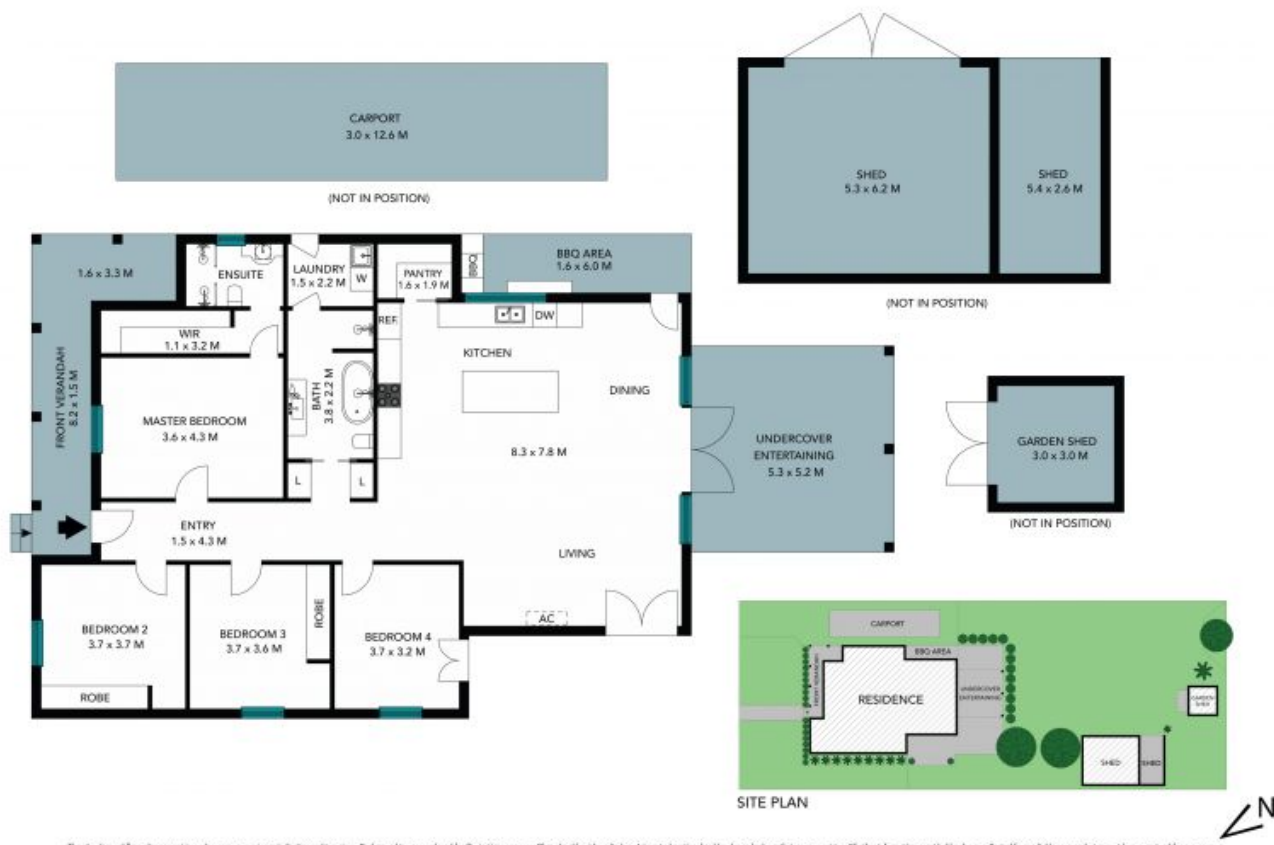 CARPORT
3.0 x 12.6 M
(NOT IN POSITION)
SHED
5.3 x 6.2 M
SHED
5.4 x 2.6 M
(NOT IN POSITION)
1.6 x 3.3 M
ENSUITE
LAUNDRY
1.5 x 2.2 M
W
PANTRY
1.6 x 1.9 M
BBQ
BBQ AREA
1.6 x 6.0 M
REF.
DW
WIR
1.1 x 3.2 M
KITCHEN
DINING
FRONT VERANDAH
8.2 x 1.5 M
MASTER BEDROOM
3.6 x 4.3 M
BATH
3.8 x 2.2 M
8.3 x 7.8 M
UNDERCOVER
ENTERTAINING
5.3 x 5.2 M
GARDEN SHED
3.0 x 3.0 M
(NOT IN POSITION)
L
L
ENTRY
1.5 x 4.3 M
LIVING
AC
BEDROOM 2
3.7 x 3.7 M
ROBE
BEDROOM 3
3.7 x 3.6 M
ROBE
BEDROOM 4
3.7 x 3.2 M
CARPORT
BBQ AREA
FRONT VERANDAH
RESIDENCE
UNDERCOVER
ENTERTAINING
GARDEN
SHED
SHED
SHED
SITE PLAN
N